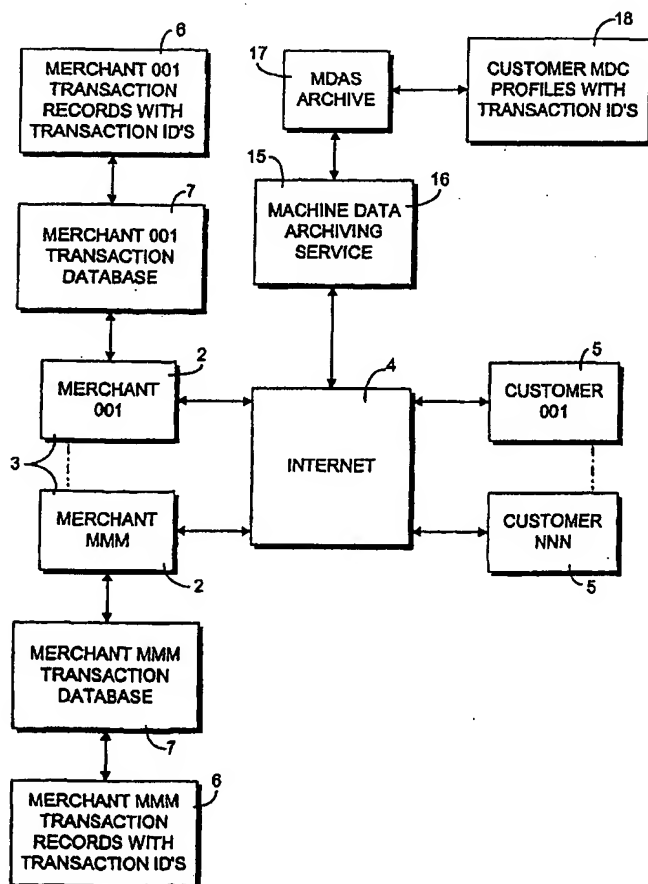 6
MERCHANT 001
TRANSACTION
RECORDS WITH
TRANSACTION ID'S
17
MDAS
ARCHIVE
18
CUSTOMER MDC
PROFILES WITH
TRANSACTION ID'S
7
MERCHANT 001
TRANSACTION
DATABASE
15
16
MACHINE DATA
ARCHIVING
SERVICE
2
MERCHANT
001
4
INTERNET
5
CUSTOMER
001
3
MERCHANT
MMM
2
CUSTOMER
NNN
5
MERCHANT MMM
TRANSACTION
DATABASE
7
6
MERCHANT MMM
TRANSACTION
RECORDS WITH
TRANSACTION ID'S